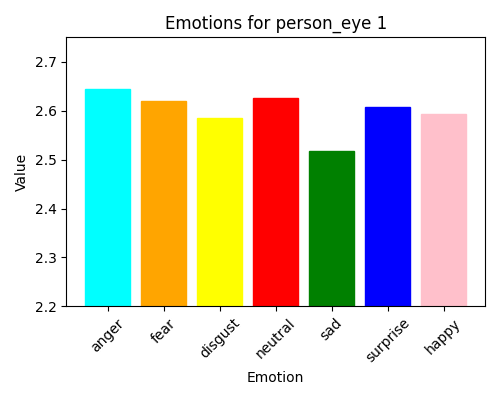 Emotions for person_eye 1
Value
2.7
2.6
2.5
2.4
2.3
2.2
anger
fear
disgust
neutral
sad
surprise
happy
Emotion